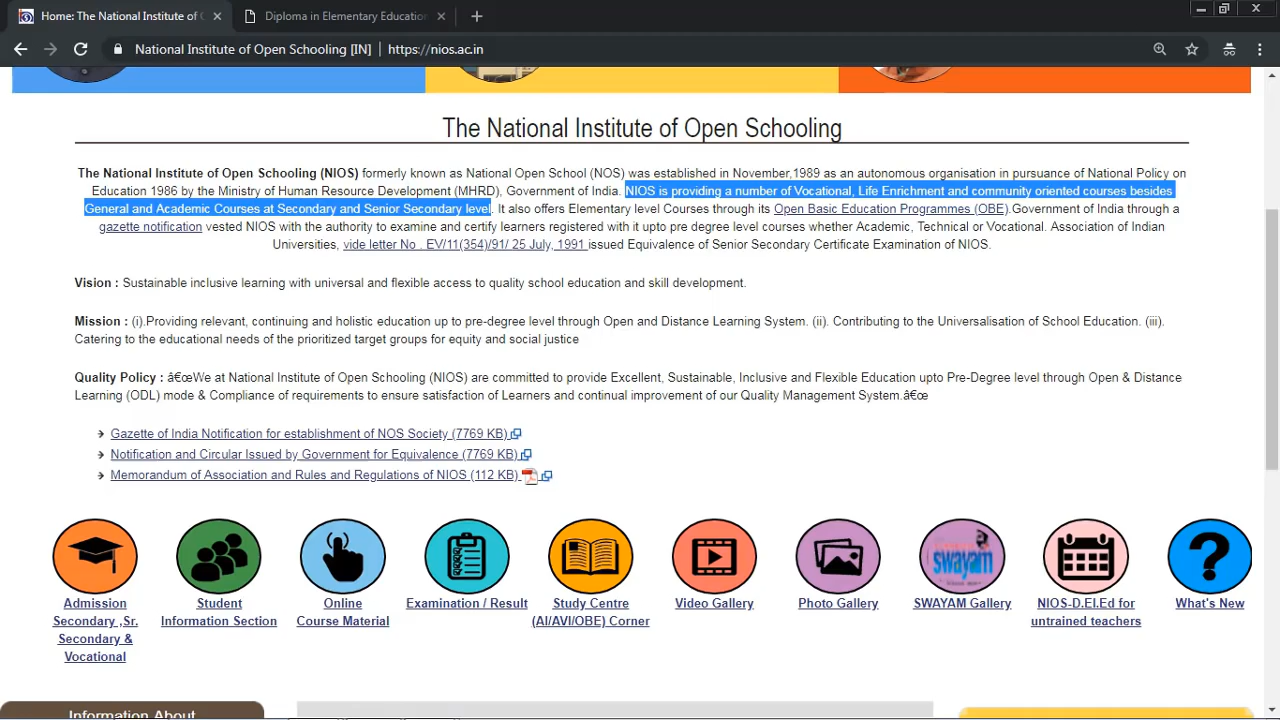 Home: The National Institute of
Diploma in Elementary Educatio
National Institute of Open Schooling [IN] | https://nios.ac.in
The National Institute of Open Schooling
The National Institute of Open Schooling (NIOS) formerly known as National Open School (NOS) was established in November,1989 as an autonomous organisation in pursuance of National Policy on
Education 1986 by the Ministry of Human Resource Development (MHRD), Government of India. NIOS is providing a number of Vocational, Life Enrichment and community oriented courses besides
General and Academic Courses at Secondary and Senior Secondary level. It also offers Elementary level Courses through its Open Basic Education Programmes (OBE).Government of India through a
gazette notification vested NIOS with the authority to examine and certify learners registered with it upto pre degree level courses whether Academic, Technical or Vocational. Association of Indian
Universities, vide letter No . EV/11(354)/91/ 25 July, 1991 issued Equivalence of Senior Secondary Certificate Examination of NIOS.
Vision : Sustainable inclusive learning with universal and flexible access to quality school education and skill development.
Mission : (i).Providing relevant, continuing and holistic education up to pre-degree level through Open and Distance Learning System. (ii). Contributing to the Universalisation of School Education. (iii).
Catering to the educational needs of the prioritized target groups for equity and social justice
Quality Policy : â€œWe at National Institute of Open Schooling (NIOS) are committed to provide Excellent, Sustainable, Inclusive and Flexible Education upto Pre-Degree level through Open & Distance
Learning (ODL) mode & Compliance of requirements to ensure satisfaction of Learners and continual improvement of our Quality Management System.â€œ
Gazette of India Notification for establishment of NOS Society (7769 KB)
Notification and Circular Issued by Government for Equivalence (7769 KB)
Memorandum of Association and Rules and Regulations of NIOS (112 KB)
swayam
Admission
Secondary ,Sr.
Secondary &
Vocational
Student
Information Section
Online
Course Material
Examination / Result
Study Centre
(AI/AVI/OBE) Corner
Video Gallery
Photo Gallery
SWAYAM Gallery
NIOS-D.El.Ed for
untrained teachers
?
What's New
Information About